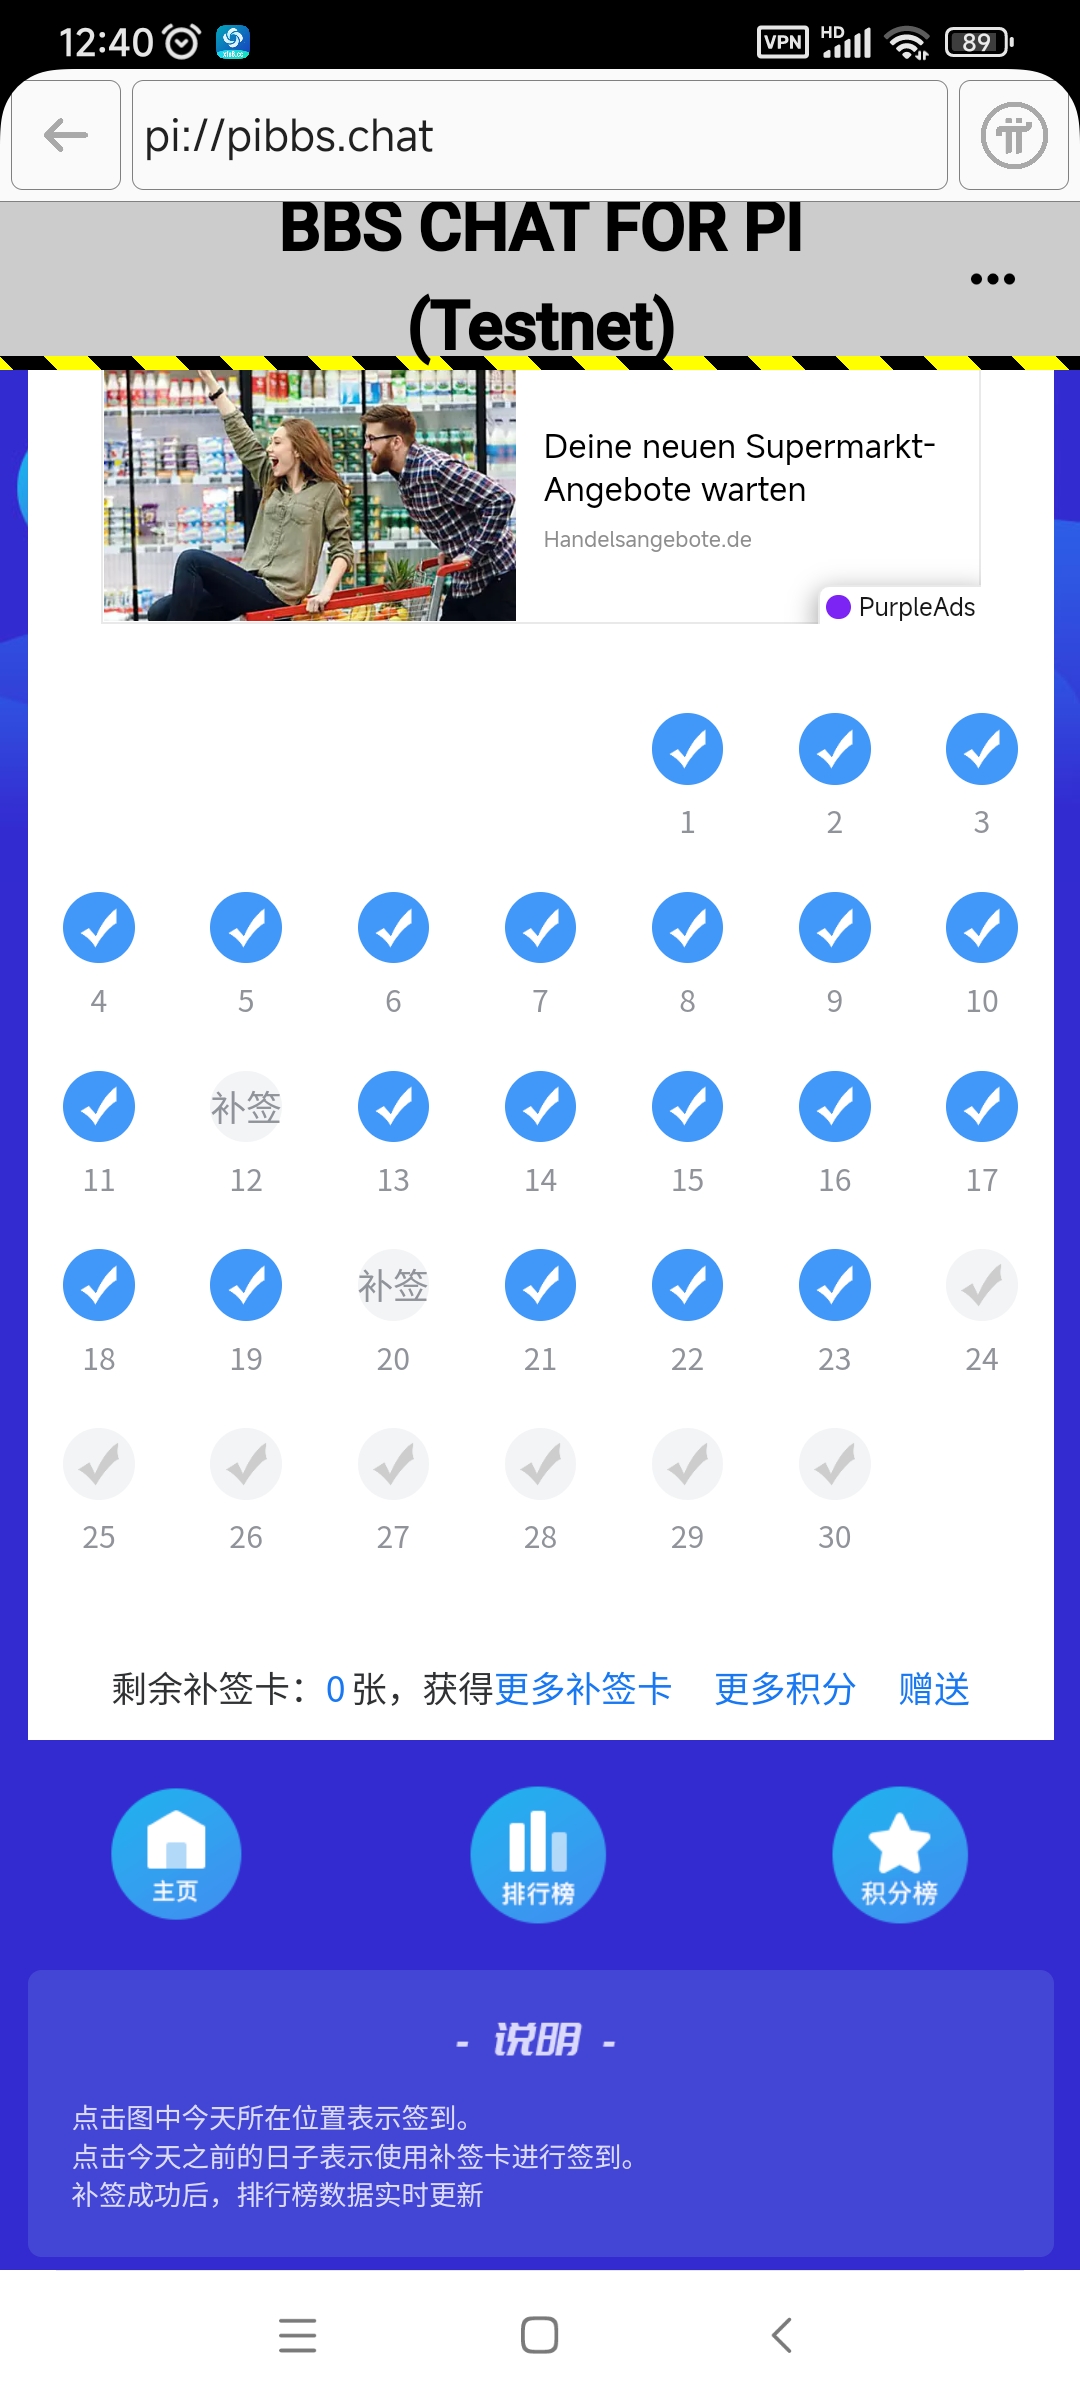 12:40 VPN HD 89
pi://pibbs.chat
BBS CHAT FOR PI
(Testnet)
Deine neuen Supermarkt-
Angebote warten
Handelsangebote.de
PurpleAds
1 2 3
4 5 6 7 8 9 10
补签
11 12 13 14 15 16 17
补签
18 19 20 21 22 23 24
25 26 27 28 29 30
剩余补签卡：0 张，获得更多补签卡 更多积分 赠送
主页 排行榜 积分榜
- 说明 -
点击图中今天所在位置表示签到。
点击今天之前的日子表示使用补签卡进行签到。
补签成功后，排行榜数据实时更新